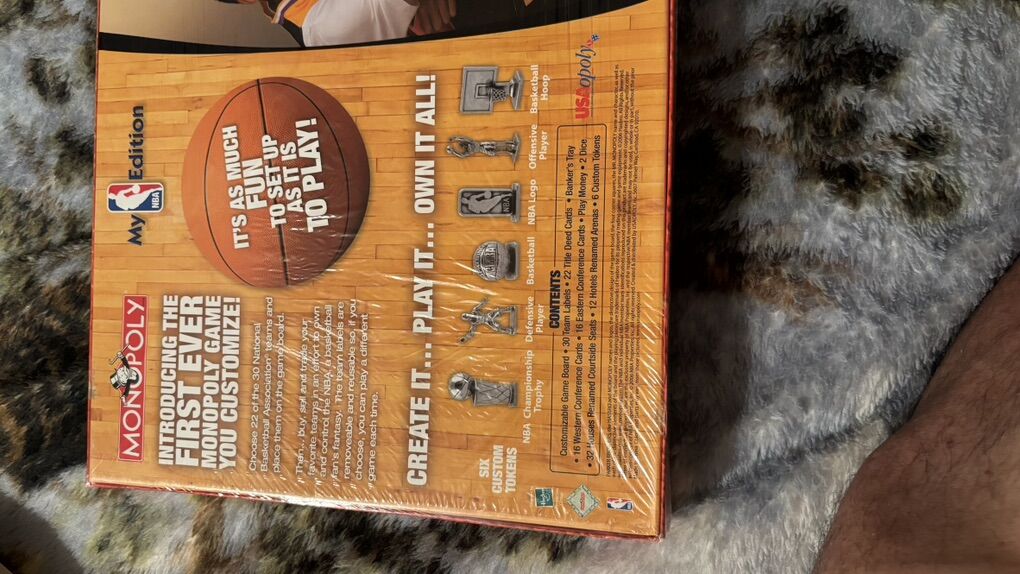 MONOPOLY
My NBA Edition
INTRODUCING THE
FIRST EVER
MONOPOLY GAME
YOU CUSTOMIZE!
Choose 22 of the 30 National
Basketball Association® teams and
place them on the game board.
Then... buy, sell and trade your
favorite teams in an effort to own
and control the NBA, a basketball
fan's fantasy. The team labels are
removeable and reusable so, if you
choose, you can play a different
game each time.
IT'S AS MUCH
FUN
TO SET UP
AS IT IS
TO PLAY!
CREATE IT... PLAY IT... OWN IT ALL!
SIX
CUSTOM
TOKENS
NBA Championship
Trophy
Defensive
Player
Basketball
NBA Logo
NBA
Offensive
Player
Basketball
Hoop
CONTENTS
Customizable Game Board • 30 Team Labels • 22 Title Deed Cards • Banker's Tray
• 16 Western Conference Cards • 16 Eastern Conference Cards • Play Money • 2 Dice
• 32 Houses Renamed Courtside Seats • 12 Hotels Renamed Arenas • 6 Custom Tokens
USAopoly
Hasbro
NBA